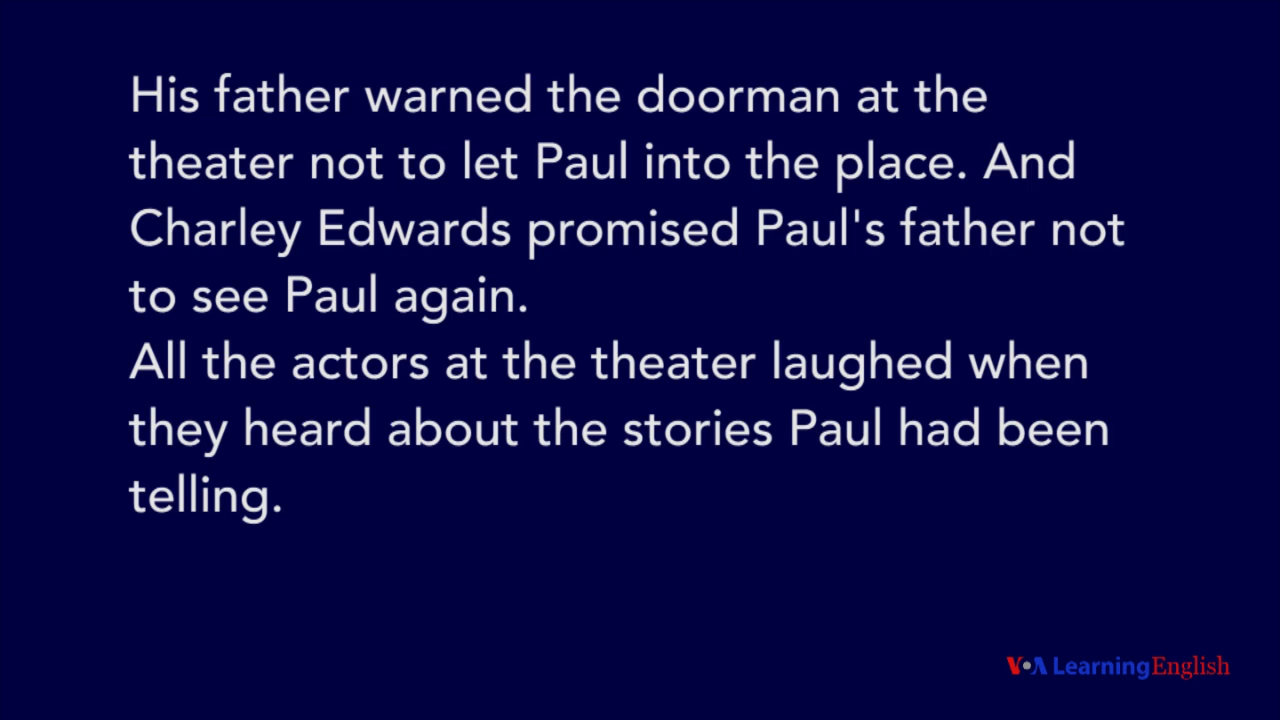 His father warned the doorman at the
theater not to let Paul into the place. And
Charley Edwards promised Paul's father not
to see Paul again.
All the actors at the theater laughed when
they heard about the stories Paul had been
telling.
VOA Learning English